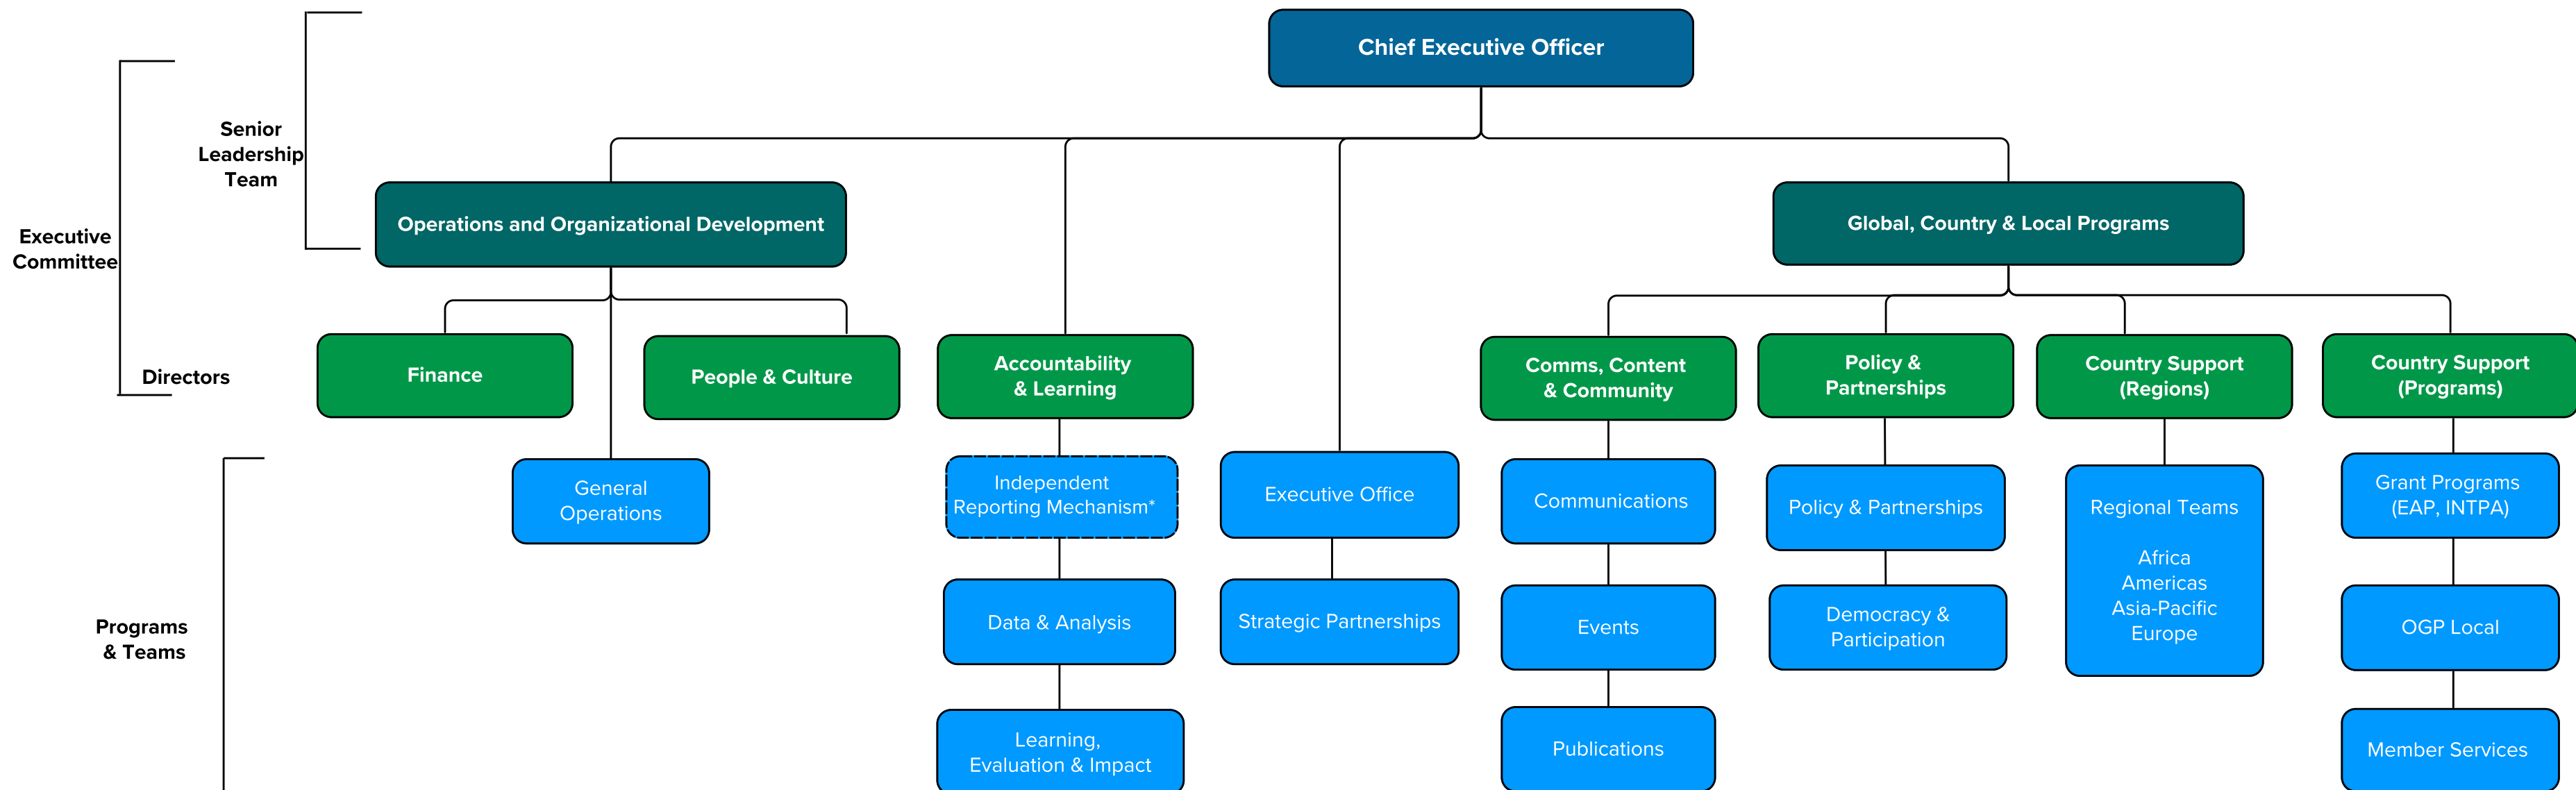 Chief Executive Officer
Senior
Leadership
Team
Executive
Committee
Operations and Organizational Development
Global, Country & Local Programs
Directors
Finance
People & Culture
Accountability
& Learning
Comms, Content
& Community
Policy &
Partnerships
Country Support
(Regions)
Country Support
(Programs)
Programs
& Teams
General
Operations
Independent
Reporting Mechanism*
Data & Analysis
Learning,
Evaluation & Impact
Executive Office
Strategic Partnerships
Communications
Events
Publications
Policy & Partnerships
Democracy &
Participation
Regional Teams
Africa
Americas
Asia-Pacific
Europe
Grant Programs
(EAP, INTPA)
OGP Local
Member Services